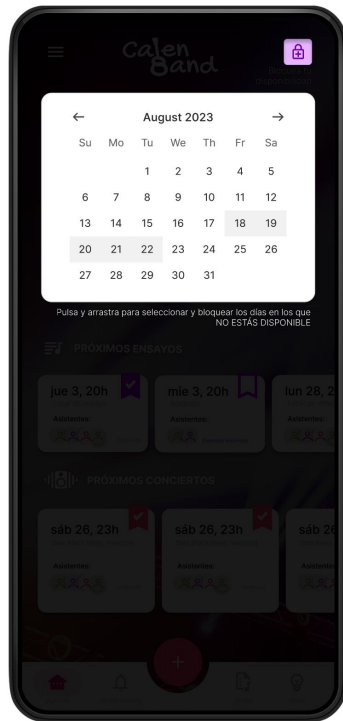 Calen
Band
Bloquea tu
disponibilidad
August 2023
Su Mo Tu We Th Fr Sa
1 2 3 4 5
6 7 8 9 10 11 12
13 14 15 16 17 18 19
20 21 22 23 24 25 26
27 28 29 30 31
Pulsa y arrastra para seleccionar y bloquear los días en los que
NO ESTÁS DISPONIBLE
PRÓXIMOS ENSAYOS
jue 3, 20h mie 3, 20h lun 28, 2
Asistentes: Asistentes: Asistentes:
PRÓXIMOS CONCIERTOS
sáb 26, 23h sáb 26, 23h sáb 26
Asistentes: Asistentes: Asistentes: